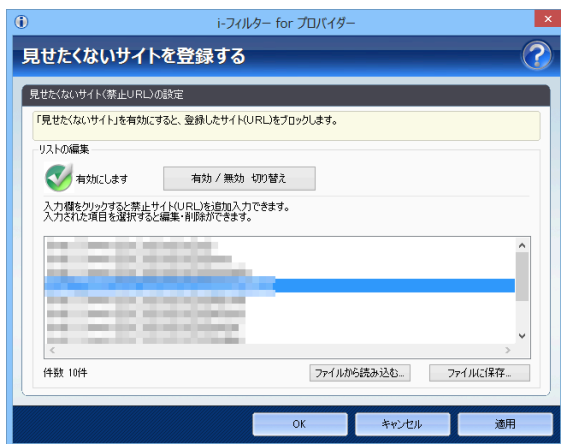 i-フィルター for プロバイダー
見せたくないサイトを登録する
見せたくないサイト(禁止URL)の設定
「見せたくないサイト」を有効にすると、登録したサイト(URL)をブロックします。
リストの編集
有効にします
有効 / 無効 切り替え
入力欄をクリックすると禁止サイト(URL)を追加入力できます。
入力された項目を選択すると編集・削除ができます。
件数 10件
ファイルから読み込む...
ファイルに保存...
OK
キャンセル
適用